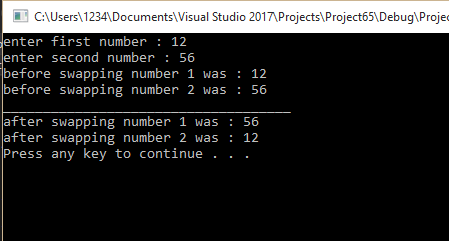 C:\Users\1234\Documents\Visual Studio 2017\Projects\Project65\Debug\Projec
enter first number : 12
enter second number : 56
before swapping number 1 was : 12
before swapping number 2 was : 56
____________________________________
after swapping number 1 was : 56
after swapping number 2 was : 12
Press any key to continue . . .